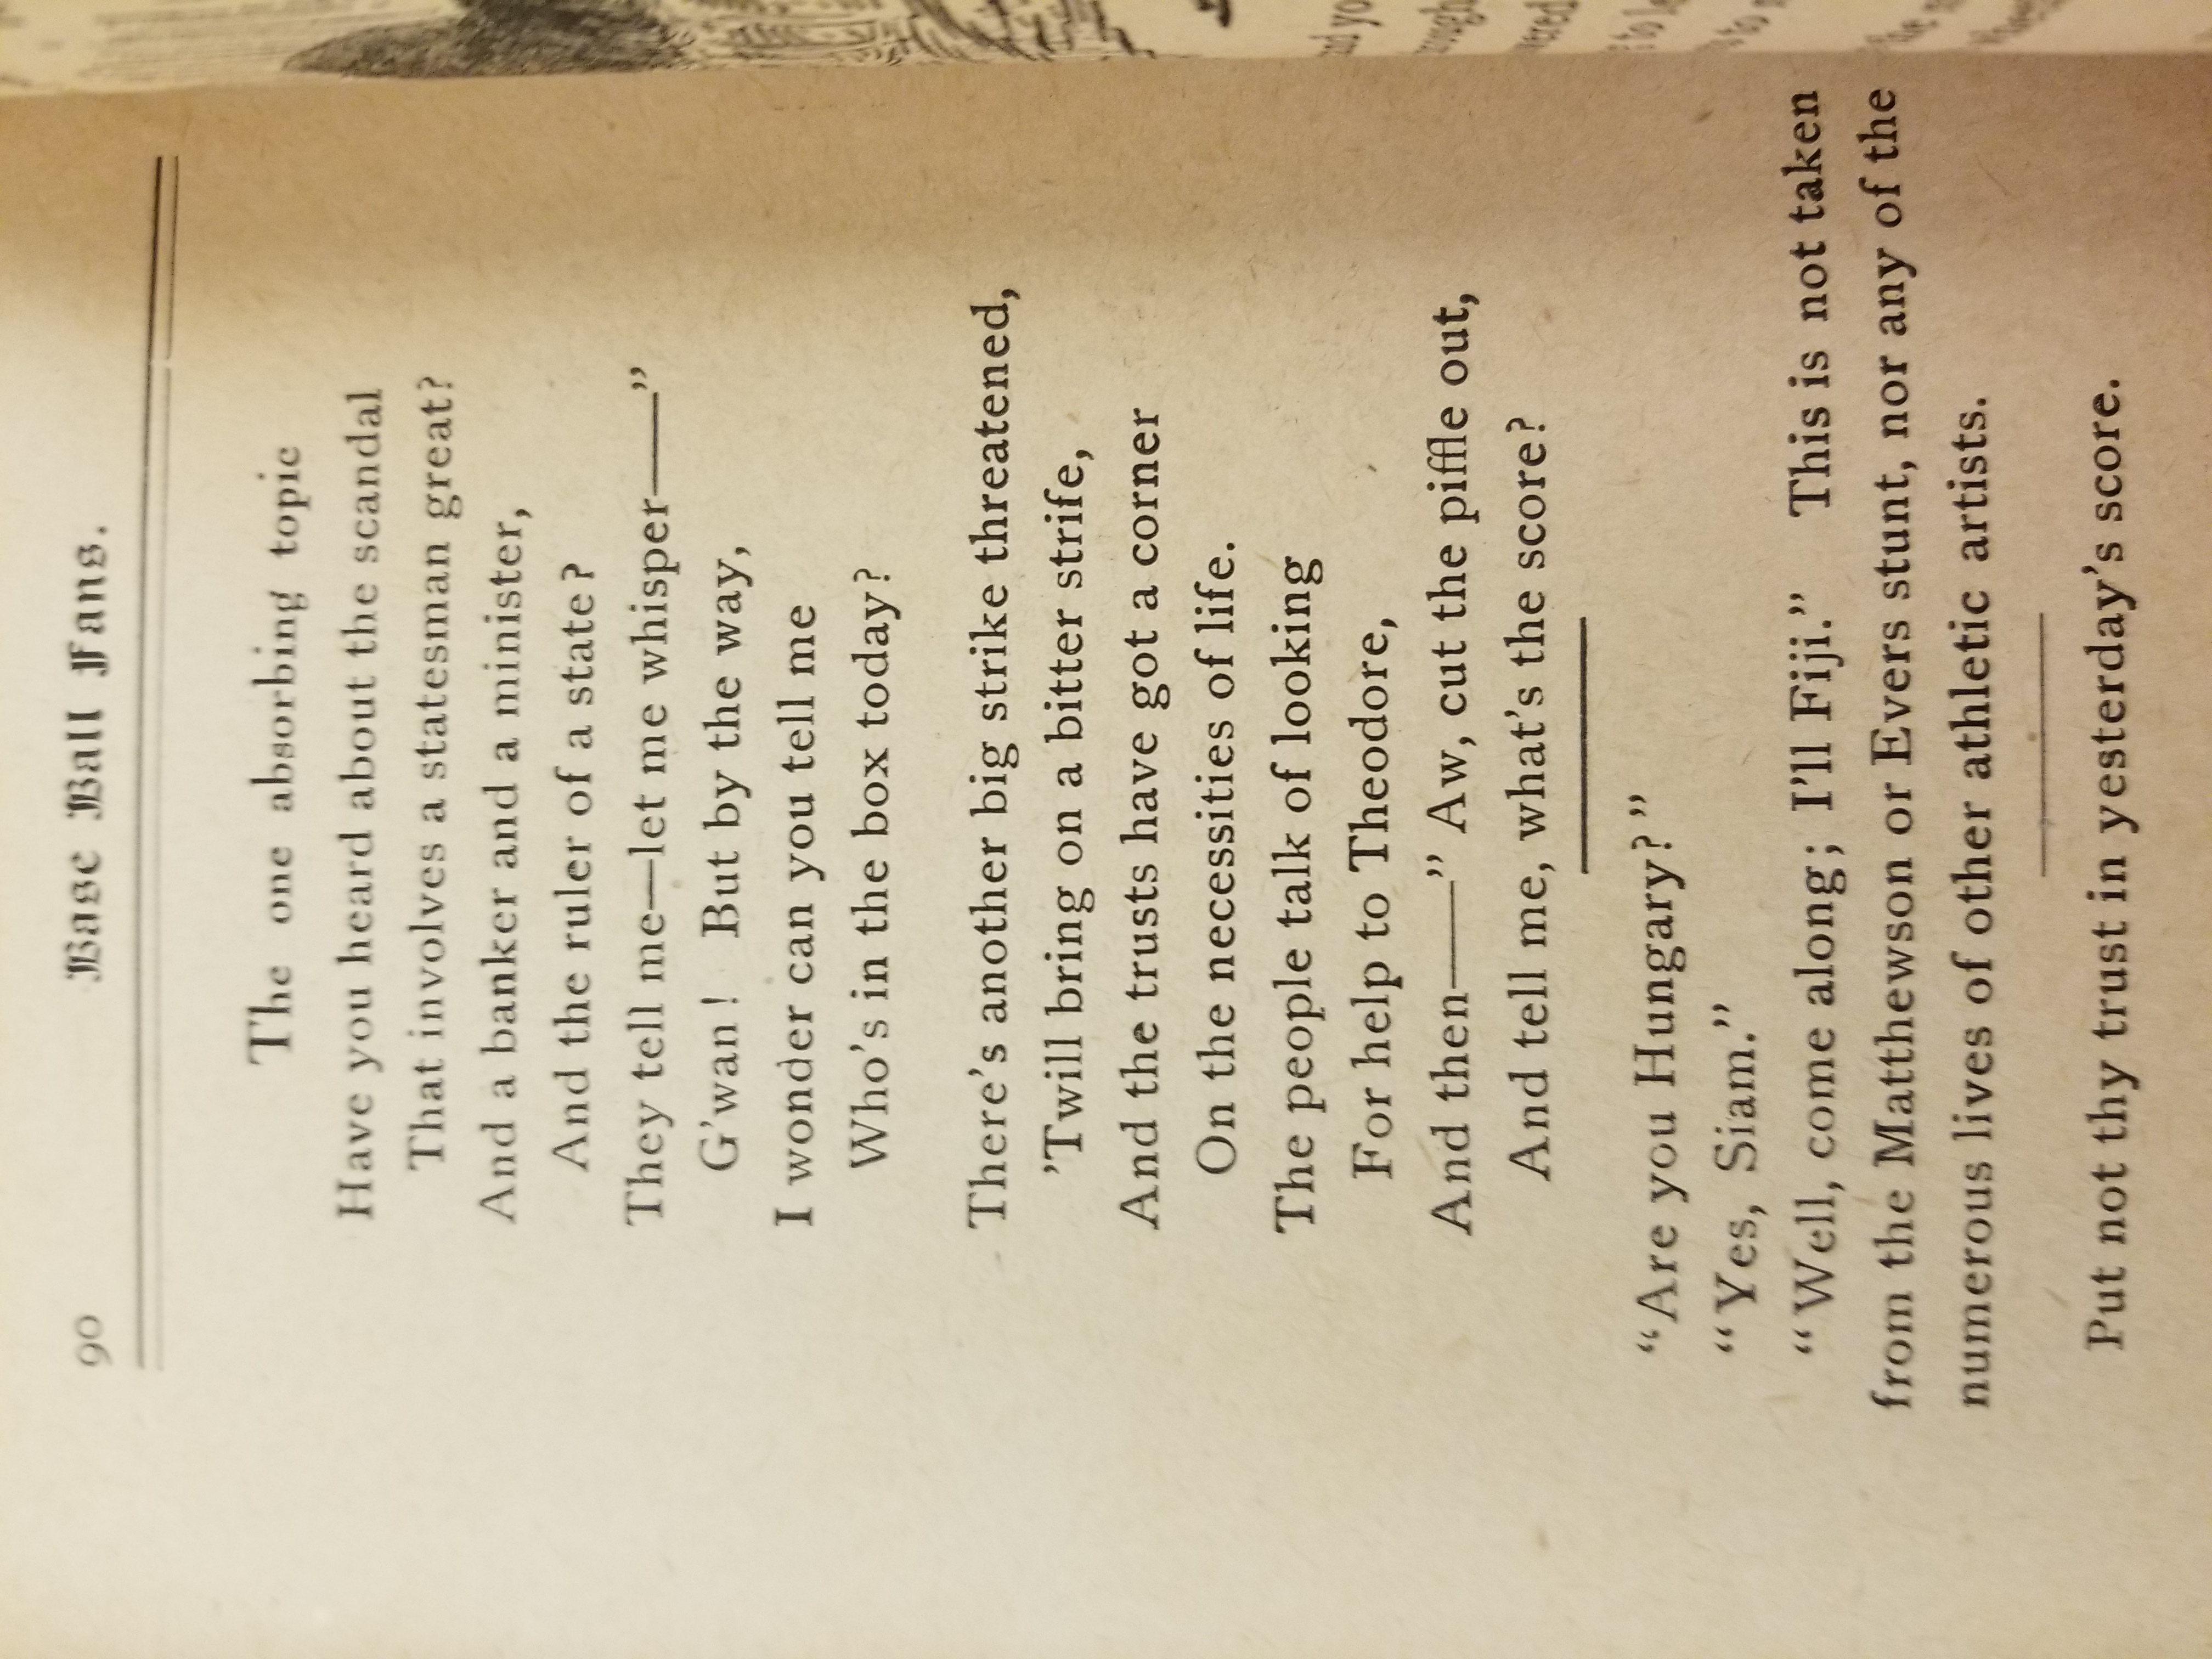 90 Base Ball Fans.
The one absorbing topic
Have you heard about the scandal
That involves a statesman great?
And a banker and a minister,
And the ruler of a state?
They tell me—let me whisper——”
G’wan! But by the way,
I wonder can you tell me
Who’s in the box today?
There’s another big strike threatened,
’Twill bring on a bitter strife,
And the trusts have got a corner
On the necessities of life.
The people talk of looking
For help to Theodore,
And then——” Aw, cut the piffle out,
And tell me, what’s the score?
“Are you Hungary?”
“Yes, Siam.”
“Well, come along; I’ll Fiji.” This is not taken
from the Matthewson or Evers stunt, nor any of the
numerous lives of other athletic artists.
Put not thy trust in yesterday’s score.